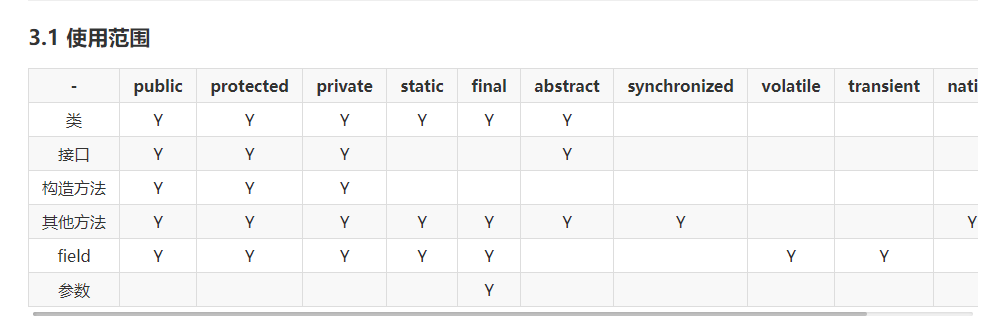 3.1 使用范围
- public protected private static final abstract synchronized volatile transient nati
类 Y Y Y Y Y Y
接口 Y Y Y Y
构造方法 Y Y Y
其他方法 Y Y Y Y Y Y Y Y
field Y Y Y Y Y Y Y
参数 Y